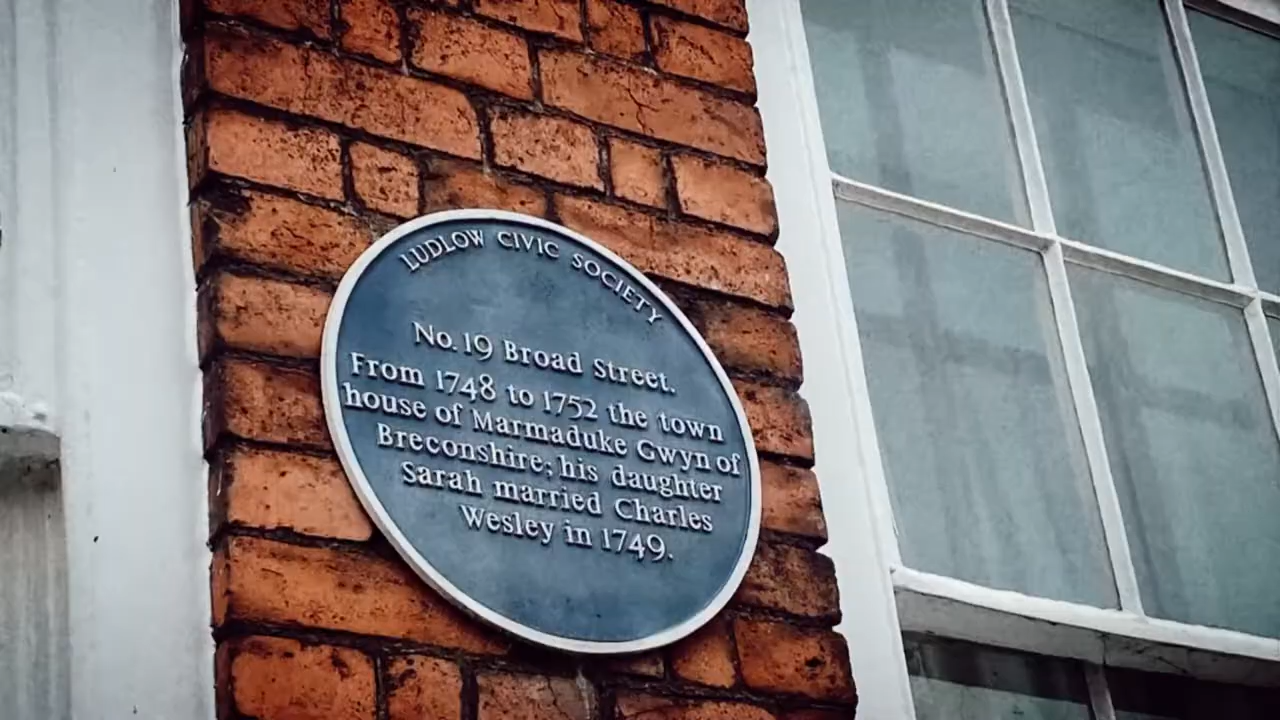 LUDLOW CIVIC SOCIETY
No. 19 Broad Street.
From 1748 to 1752 the town
house of Marmaduke Gwyn of
Breconshire; his daughter
Sarah married Charles
Wesley in 1749.